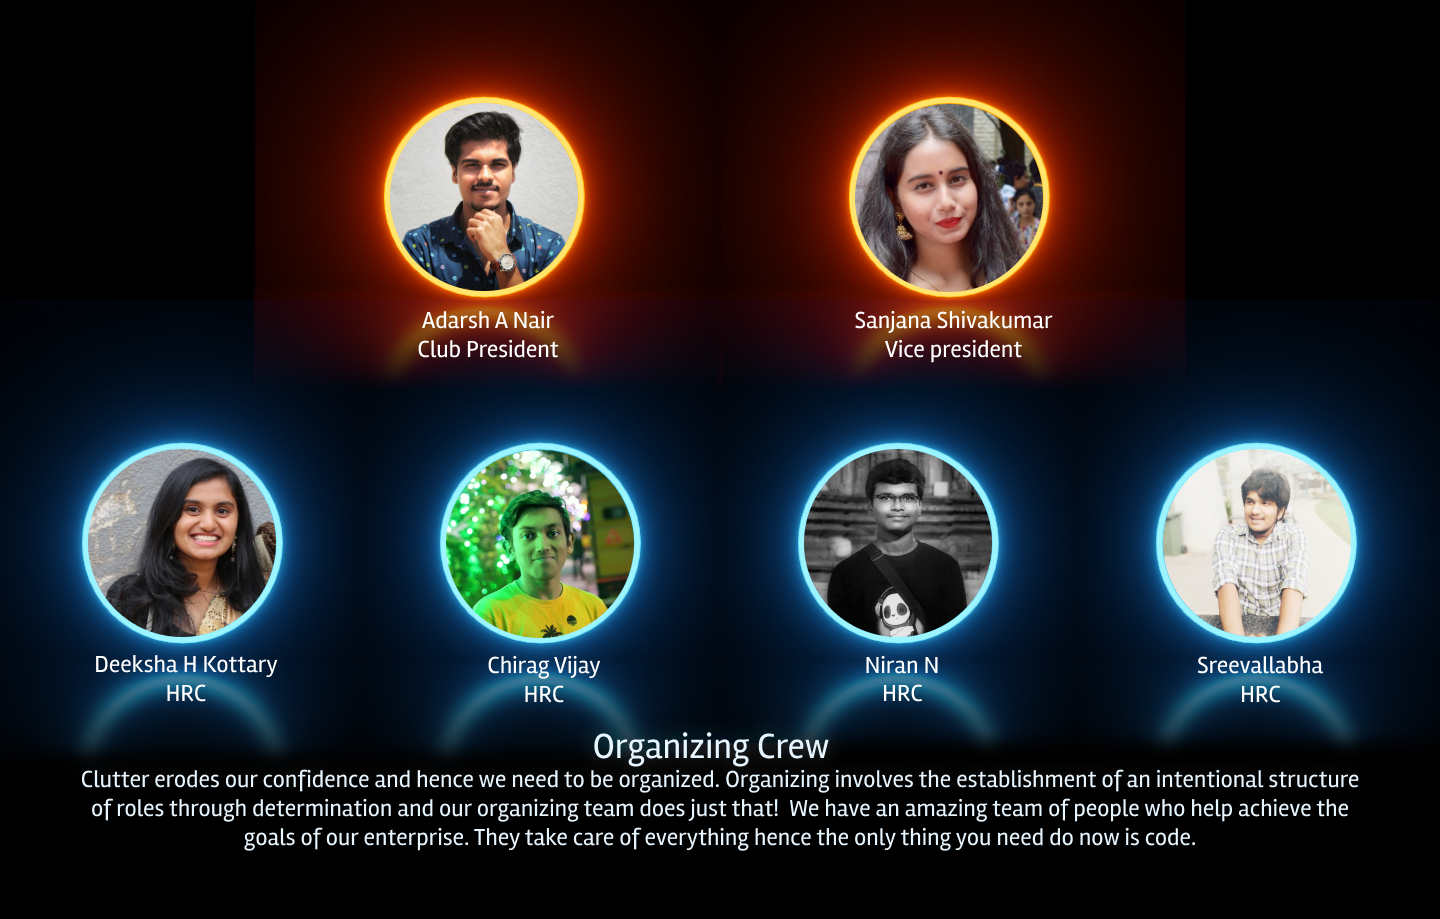 Adarsh A Nair
Club President
Sanjana Shivakumar
Vice president
Deeksha H Kottary
HRC
Chirag Vijay
HRC
Niran N
HRC
Sreevallabha
HRC
Organizing Crew
Clutter erodes our confidence and hence we need to be organized. Organizing involves the establishment of an intentional structure
of roles through determination and our organizing team does just that!  We have an amazing team of people who help achieve the
goals of our enterprise. They take care of everything hence the only thing you need do now is code.